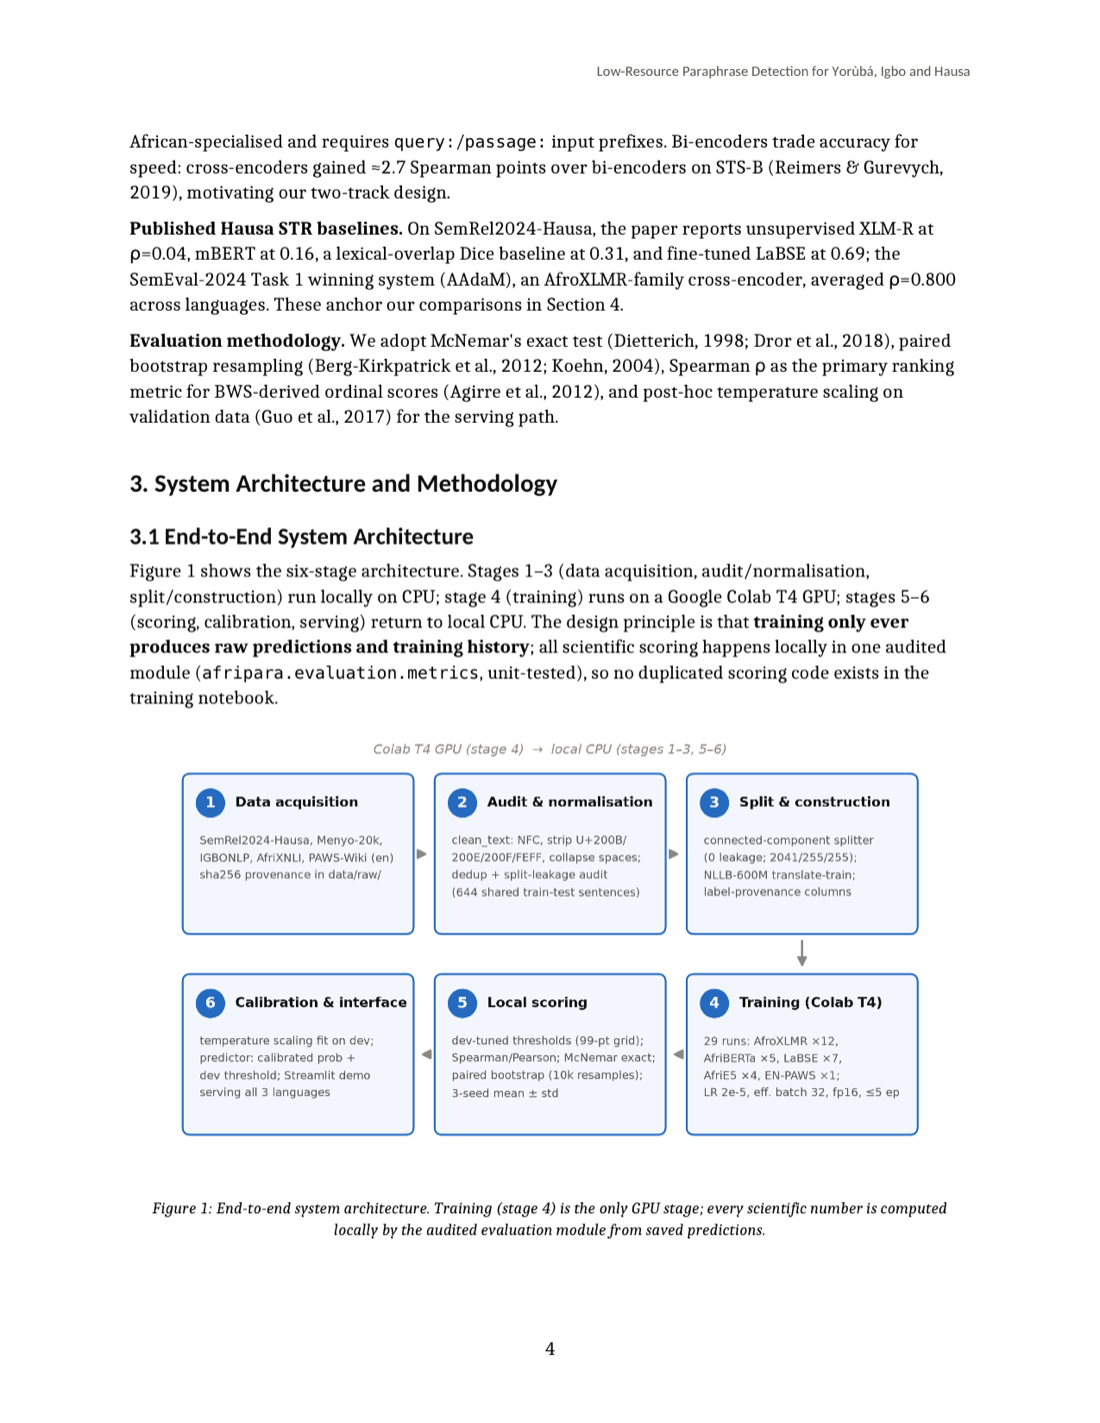 Low-Resource Paraphrase Detection for Yorùbá, Igbo and Hausa
African-specialised and requires query:/passage: input prefixes. Bi-encoders trade accuracy for
speed: cross-encoders gained ≈2.7 Spearman points over bi-encoders on STS-B (Reimers & Gurevych,
2019), motivating our two-track design.
Published Hausa STR baselines. On SemRel2024-Hausa, the paper reports unsupervised XLM-R at
ρ=0.04, mBERT at 0.16, a lexical-overlap Dice baseline at 0.31, and fine-tuned LaBSE at 0.69; the
SemEval-2024 Task 1 winning system (AAdaM), an AfroXLMR-family cross-encoder, averaged ρ=0.800
across languages. These anchor our comparisons in Section 4.
Evaluation methodology. We adopt McNemar's exact test (Dietterich, 1998; Dror et al., 2018), paired
bootstrap resampling (Berg-Kirkpatrick et al., 2012; Koehn, 2004), Spearman ρ as the primary ranking
metric for BWS-derived ordinal scores (Agirre et al., 2012), and post-hoc temperature scaling on
validation data (Guo et al., 2017) for the serving path.
3. System Architecture and Methodology
3.1 End-to-End System Architecture
Figure 1 shows the six-stage architecture. Stages 1–3 (data acquisition, audit/normalisation,
split/construction) run locally on CPU; stage 4 (training) runs on a Google Colab T4 GPU; stages 5–6
(scoring, calibration, serving) return to local CPU. The design principle is that training only ever
produces raw predictions and training history; all scientific scoring happens locally in one audited
module (afripara.evaluation.metrics, unit-tested), so no duplicated scoring code exists in the
training notebook.
Colab T4 GPU (stage 4) → local CPU (stages 1–3, 5–6)
1 Data acquisition
SemRel2024-Hausa, Menyo-20k,
IGBONLP, AfriXNLI, PAWS-Wiki (en)
sha256 provenance in data/raw/
2 Audit & normalisation
clean_text: NFC, strip U+200B/
200E/200F/FEFF, collapse spaces;
dedup + split-leakage audit
(644 shared train-test sentences)
3 Split & construction
connected-component splitter
(0 leakage; 2041/255/255);
NLLB-600M translate-train;
label-provenance columns
6 Calibration & interface
temperature scaling fit on dev;
predictor: calibrated prob +
dev threshold; Streamlit demo
serving all 3 languages
5 Local scoring
dev-tuned thresholds (99-pt grid);
Spearman/Pearson; McNemar exact;
paired bootstrap (10k resamples);
3-seed mean ± std
4 Training (Colab T4)
29 runs: AfroXLMR ×12,
AfriBERTa ×5, LaBSE ×7,
AfriE5 ×4, EN-PAWS ×1;
LR 2e-5, eff. batch 32, fp16, ≤5 ep
Figure 1: End-to-end system architecture. Training (stage 4) is the only GPU stage; every scientific number is computed
locally by the audited evaluation module from saved predictions.
4